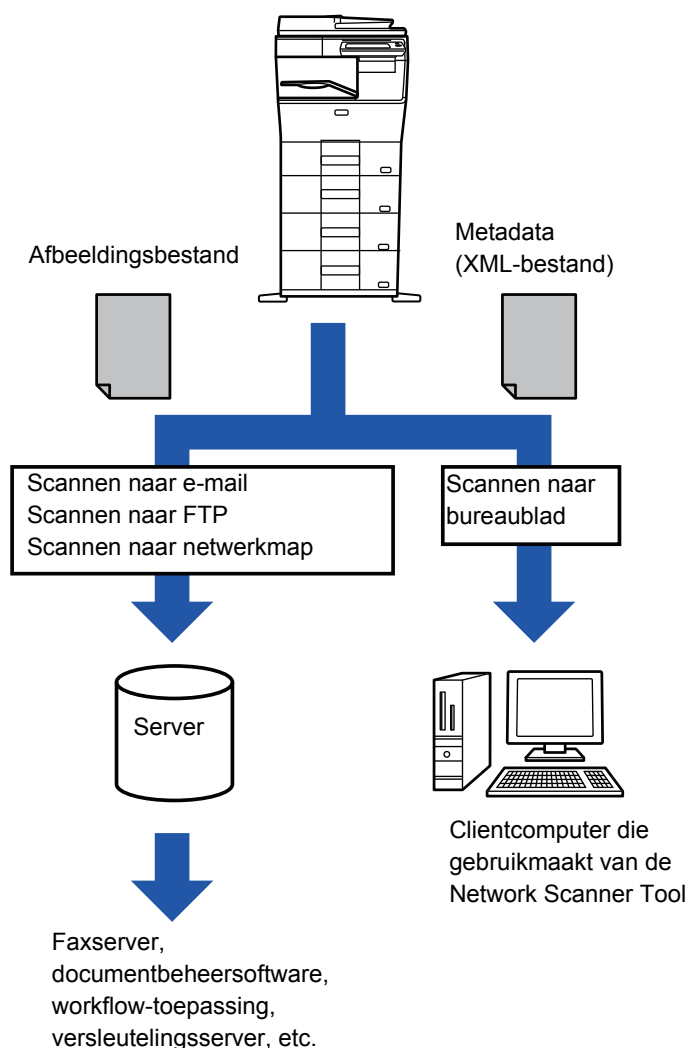 Afbeeldingsbestand
Metadata
(XML-bestand)
Scannen naar e-mail
Scannen naar FTP
Scannen naar netwerkmap
Scannen naar
bureaublad
Server
Clientcomputer die
gebruikmaakt van de
Network Scanner Tool
Faxserver,
documentbeheersoftware,
workflow-toepassing,
versleutelingsserver, etc.